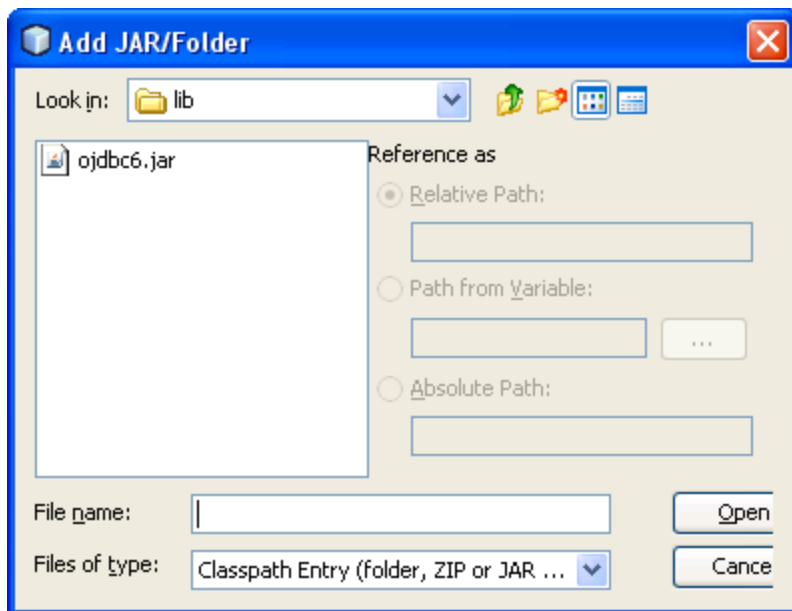 Add JAR/Folder
Look in: lib
ojdbc6.jar
Reference as
Relative Path:
Path from Variable:
...
Absolute Path:
File name:
Open
Files of type: Classpath Entry (folder, ZIP or JAR ...
Cance